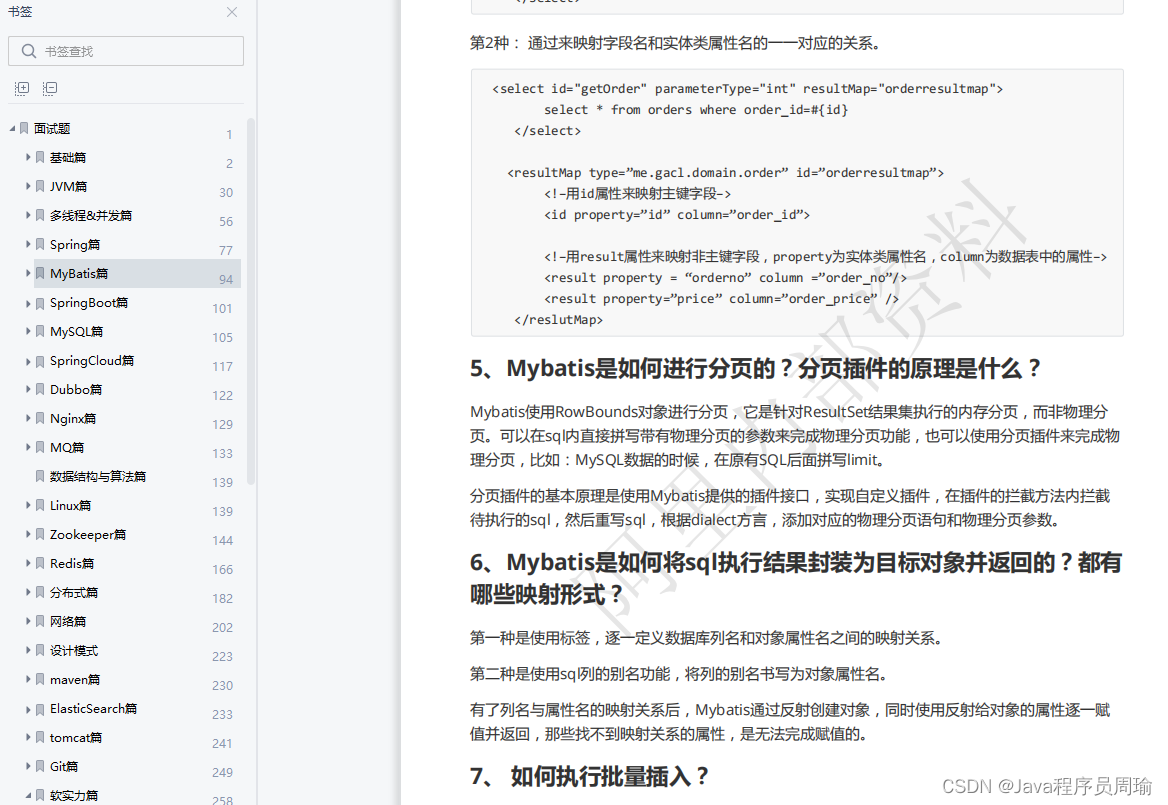 书签
书签查找
面试题 1
基础篇 2
JVM篇 30
多线程&并发篇 56
Spring篇 77
MyBatis篇 94
SpringBoot篇 101
MySQL篇 105
SpringCloud篇 117
Dubbo篇 122
Nginx篇 129
MQ篇 133
数据结构与算法篇 139
Linux篇 139
Zookeeper篇 144
Redis篇 166
分布式篇 182
网络篇 202
设计模式 223
maven篇 230
ElasticSearch篇 233
tomcat篇 241
Git篇 249
软实力篇 258
</select>
第2种： 通过来映射字段名和实体类属性名的一一对应的关系。
<select id="getOrder" parameterType="int" resultMap="orderresultmap">
select * from orders where order_id=#{id}
</select>
<resultMap type=”me.gacl.domain.order” id=”orderresultmap”>
<!–用id属性来映射主键字段–>
<id property=”id” column=”order_id”>
<!–用result属性来映射非主键字段，property为实体类属性名，column为数据表中的属性–>
<result property = “orderno” column =”order_no”/>
<result property=”price” column=”order_price” />
</reslutMap>
5、Mybatis是如何进行分页的？分页插件的原理是什么？
Mybatis使用RowBounds对象进行分页，它是针对ResultSet结果集执行的内存分页，而非物理分
页。可以在sql内直接拼写带有物理分页的参数来完成物理分页功能，也可以使用分页插件来完成物
理分页，比如：MySQL数据的时候，在原有SQL后面拼写limit。
分页插件的基本原理是使用Mybatis提供的插件接口，实现自定义插件，在插件的拦截方法内拦截
待执行的sql，然后重写sql，根据dialect方言，添加对应的物理分页语句和物理分页参数。
6、Mybatis是如何将sql执行结果封装为目标对象并返回的？都有
哪些映射形式？
第一种是使用标签，逐一定义数据库列名和对象属性名之间的映射关系。
第二种是使用sql列的别名功能，将列的别名书写为对象属性名。
有了列名与属性名的映射关系后，Mybatis通过反射创建对象，同时使用反射给对象的属性逐一赋
值并返回，那些找不到映射关系的属性，是无法完成赋值的。
7、 如何执行批量插入？
阿里内部资料
CSDN @Java程序员周瑜